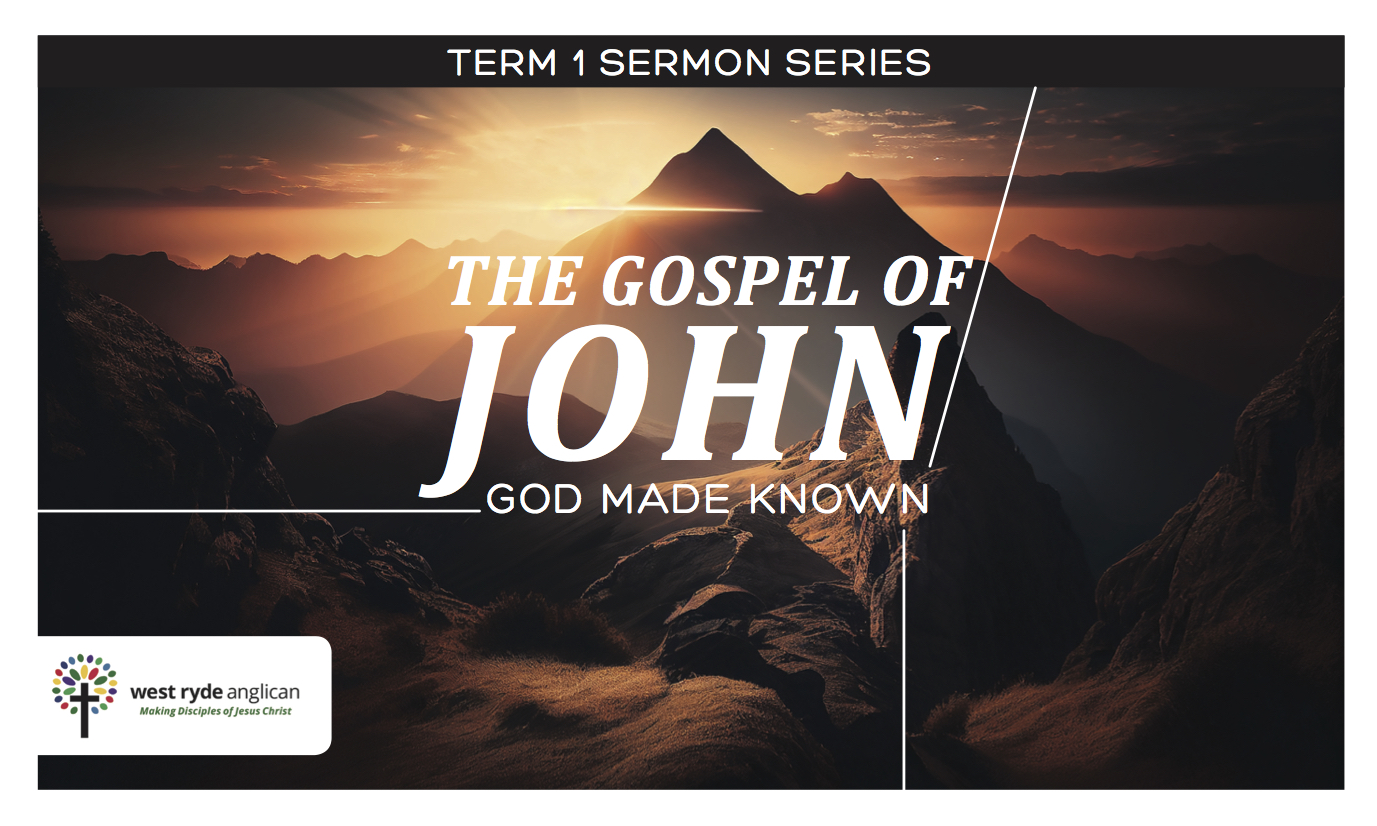 TERM 1 SERMON SERIES
THE GOSPEL OF
JOHN
GOD MADE KNOWN
west ryde anglican
Making Disciples of Jesus Christ